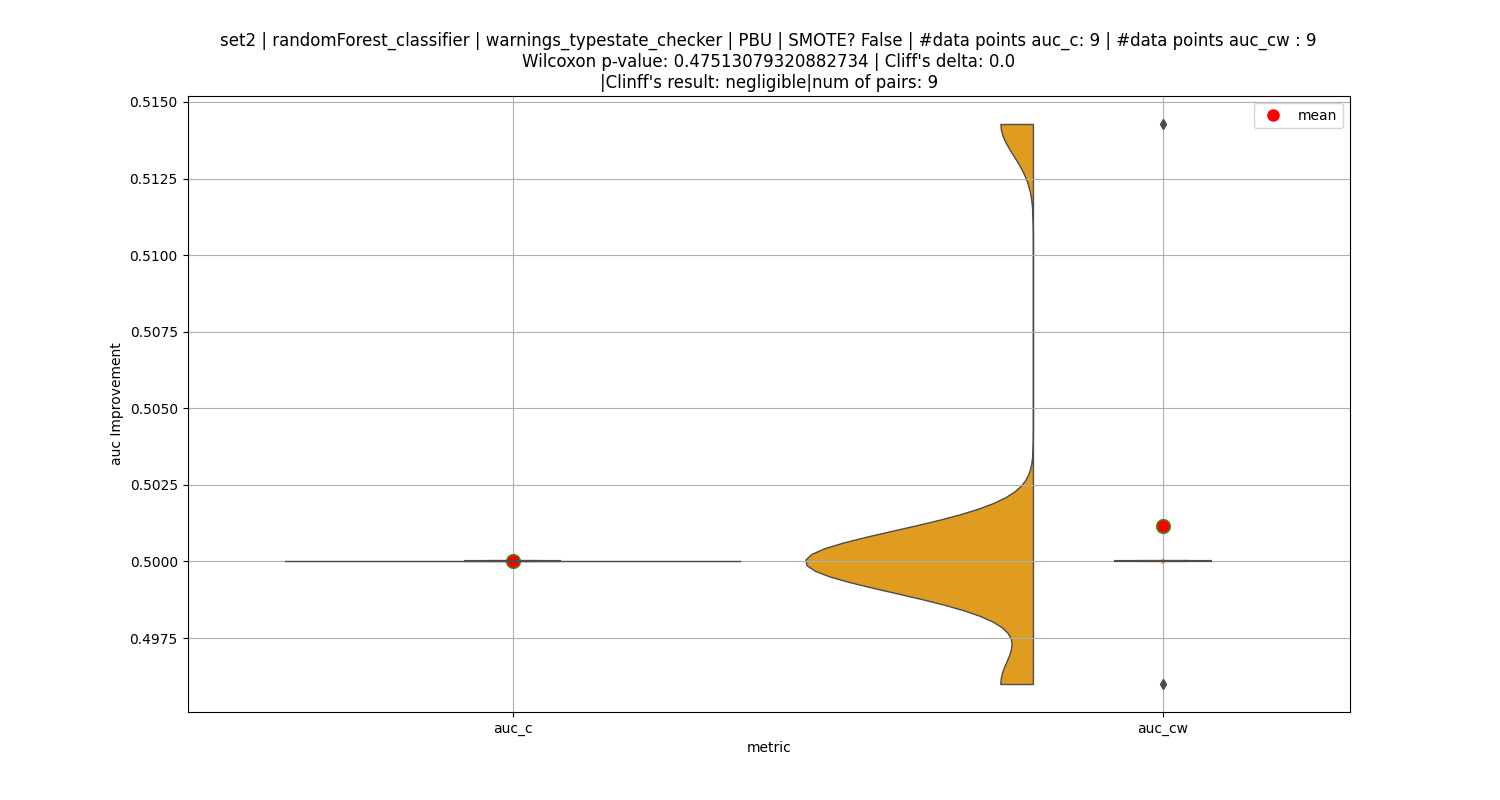 set2 | randomForest_classifier | warnings_typestate_checker | PBU | SMOTE? False | #data points auc_c: 9 | #data points auc_cw : 9
Wilcoxon p-value: 0.47513079320882734 | Cliff's delta: 0.0
|Clinff's result: negligible|num of pairs: 9
mean
0.5150
0.5125
0.5100
0.5075
0.5050
0.5025
0.5000
0.4975
auc Improvement
auc_c
auc_cw
metric